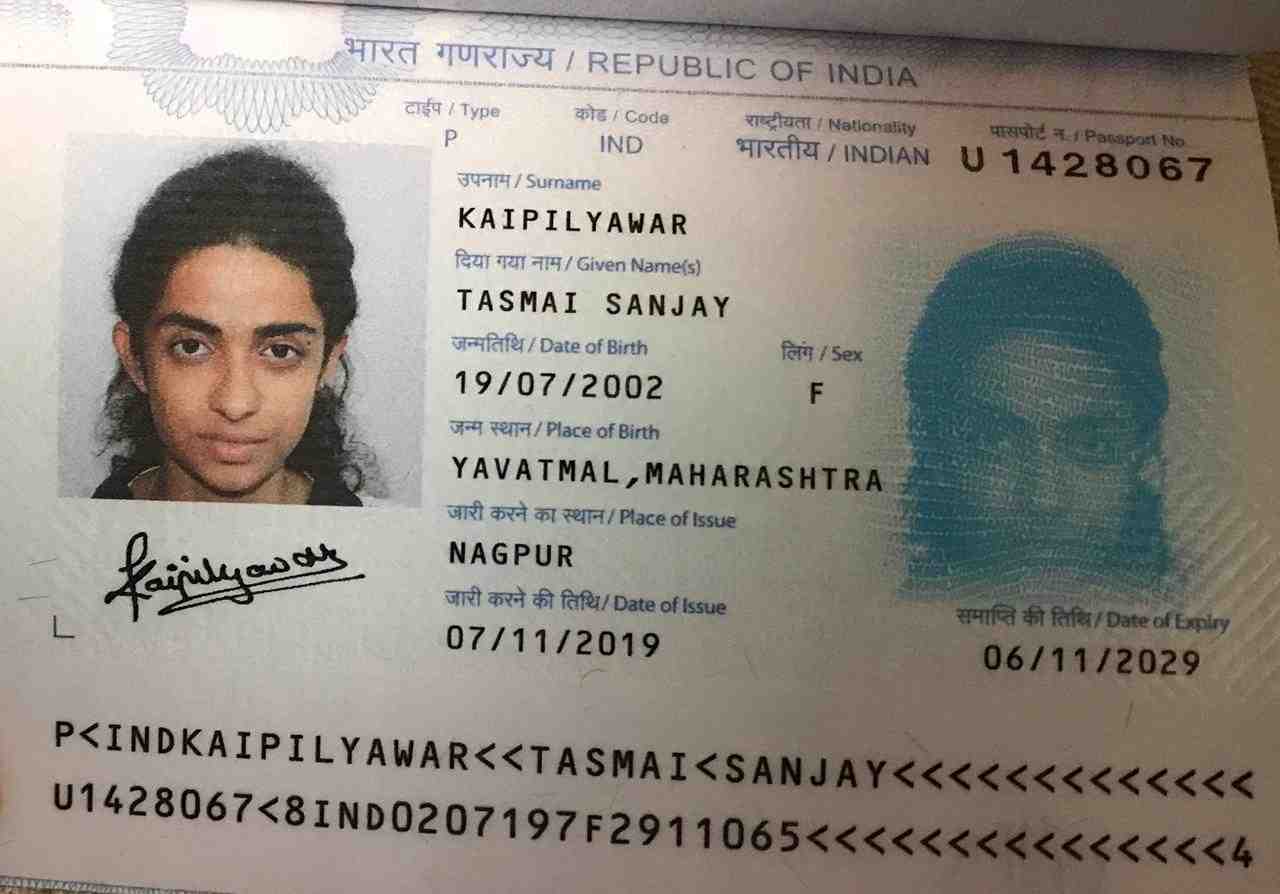 भारत गणराज्य / REPUBLIC OF INDIA
टाईप / Type कोड / Code राष्ट्रीयता / Nationality पासपोर्ट न. / Passport No.
P IND भारतीय / INDIAN U 1428067
उपनाम / Surname
KAIPILYAWAR
दिया गया नाम / Given Name(s)
TASMAI SANJAY
जन्मतिथि / Date of Birth लिंग / Sex
19/07/2002 F
जन्म स्थान / Place of Birth
YAVATMAL,MAHARASHTRA
जारी करने का स्थान / Place of Issue
NAGPUR
Kaipilyawar
जारी करने की तिथि / Date of Issue समाप्ति की तिथि / Date of Expiry
07/11/2019 06/11/2029
P<INDKAIPILYAWAR<<TASMAI<SANJAY<<<<<<<<<<<<<
U1428067<8IND0207197F2911065<<<<<<<<<<<<<<<4